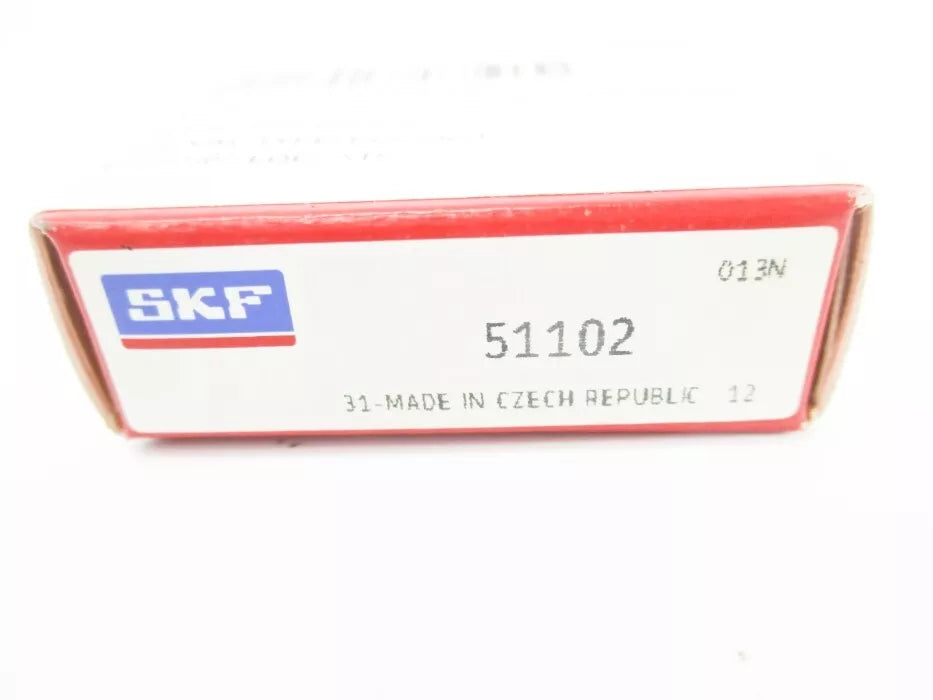 SKF
013N
51102
31-MADE IN CZECH REPUBLIC 12